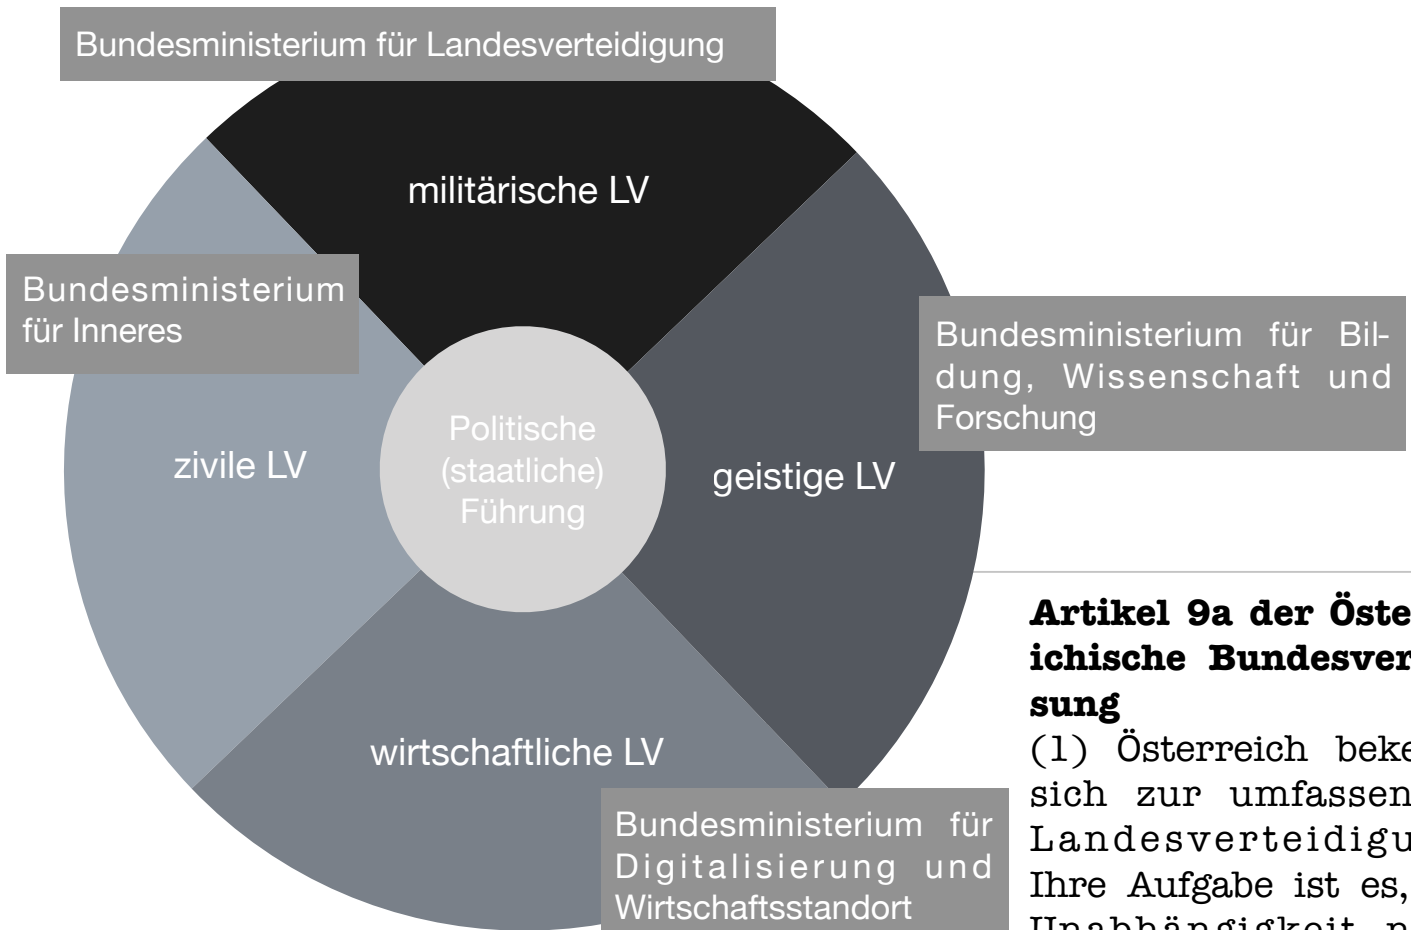 Bundesministerium für Landesverteidigung
militärische LV
Bundesministerium
für Inneres
Bundesministerium für Bil-
dung, Wissenschaft und
Forschung
Politische
(staatliche)
Führung
zivile LV
geistige LV
wirtschaftliche LV
Bundesministerium für
Digitalisierung und
Wirtschaftsstandort
Artikel 9a der Öste
ichische Bundesver
sung
(1) Österreich beke
sich zur umfassen
Landesverteidigu
Ihre Aufgabe ist es,
Unabhängigkeit n